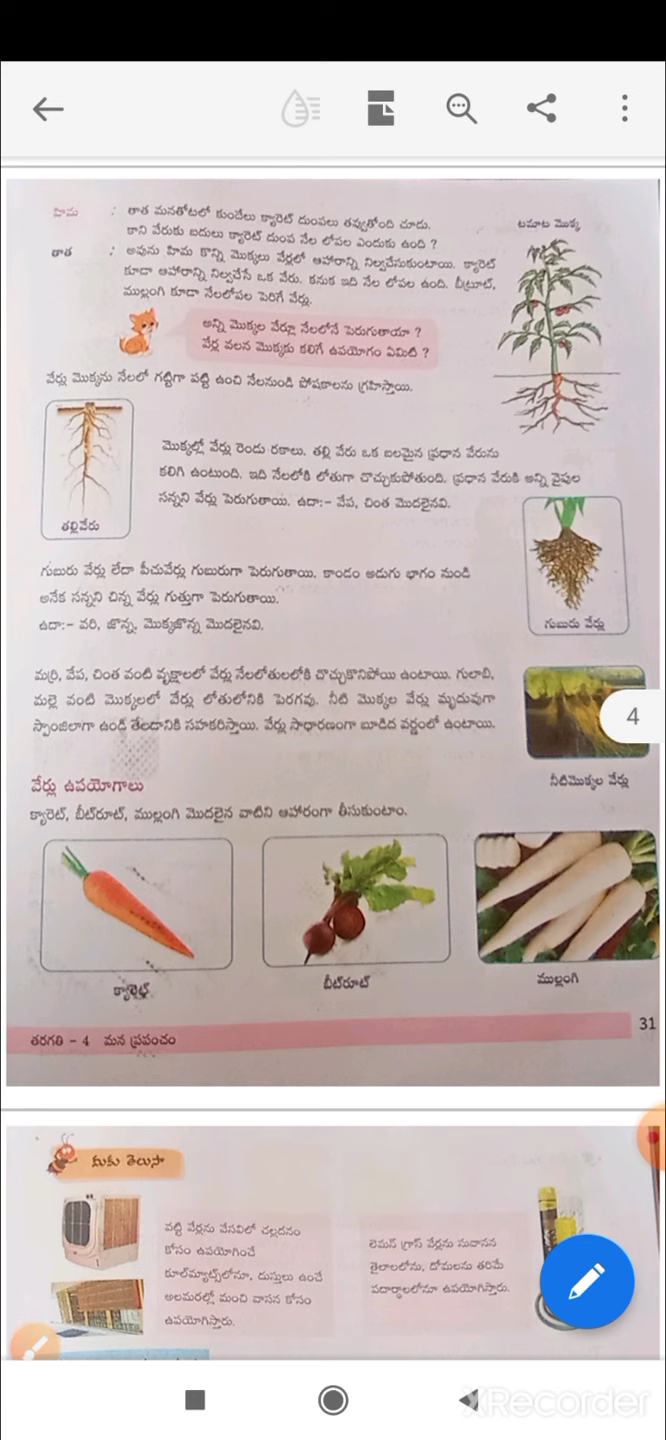 హిమ : తాత మనతోటలో కుందేలు క్యారెట్ దుంపలు తవ్వుతోంది చూడు.
కాని వేరుకు బదులు క్యారెట్ దుంప నేల లోపల ఎందుకు ఉంది ?
టమాట మొక్క
తాత : అవును హిమ కొన్ని మొక్కలు వేర్లలో ఆహారాన్ని నిల్వచేసుకుంటాయి. క్యారెట్
కూడా ఆహారాన్ని నిల్వచేసే ఒక వేరు. కనుక ఇది నేల లోపల ఉంది. బీట్రూట్,
ముల్లంగి కూడా నేలలోపల పెరిగే వేర్లు.
అన్ని మొక్కల వేర్లూ నేలలోనే పెరుగుతాయా ?
వేర్ల వలన మొక్కకు కలిగే ఉపయోగం ఏమిటి ?
వేర్లు మొక్కను నేలలో గట్టిగా పట్టి ఉంచి నేలనుండి పోషకాలను గ్రహిస్తాయి.
మొక్కల్లో వేర్లు రెండు రకాలు. తల్లి వేరు ఒక బలమైన ప్రధాన వేరును
కలిగి ఉంటుంది. ఇది నేలలోకి లోతుగా చొచ్చుకుపోతుంది. ప్రధాన వేరుకి అన్ని వైపుల
సన్నని వేర్లు పెరుగుతాయి. ఉదా:- వేప, చింత మొదలైనవి.
తల్లివేరు
గుబురు వేర్లు లేదా పీచువేర్లు గుబురుగా పెరుగుతాయి. కాండం అడుగు భాగం నుండి
అనేక సన్నని చిన్న వేర్లు గుత్తుగా పెరుగుతాయి.
ఉదా:- వరి, జొన్న, మొక్కజొన్న మొదలైనవి.
గుబురు వేర్లు
మర్రి, వేప, చింత వంటి వృక్షాలలో వేర్లు నేలలోతులలోకి చొచ్చుకొనిపోయి ఉంటాయి. గులాబి,
మల్లె వంటి మొక్కలలో వేర్లు లోతులోనికి పెరగవు. నీటి మొక్కల వేర్లు మృదువుగా
స్పాంజిలాగా ఉండి తేలడానికి సహకరిస్తాయి. వేర్లు సాధారణంగా బూడిద వర్ణంలో ఉంటాయి.
4
నీటిమొక్కల వేర్లు
వేర్లు ఉపయోగాలు
క్యారెట్, బీట్‌రూట్, ముల్లంగి మొదలైన వాటిని ఆహారంగా తీసుకుంటాం.
క్యారెట్
బీట్‌రూట్
ముల్లంగి
31
తరగతి - 4 మన ప్రపంచం
మీకు తెలుసా
వట్టి వేర్లను వేసవిలో చల్లదనం
కోసం ఉపయోగించే
కూల్‌మ్యాట్స్‌లోనూ, దుస్తులు ఉంచే
అలమరల్లో మంచి వాసన కోసం
ఉపయోగిస్తారు.
లెమన్ గ్రాస్ వేర్లను సువాసన
తైలాలలోను, దోమలను తరిమే
పదార్థాలలోనూ ఉపయోగిస్తారు.
XRecorder